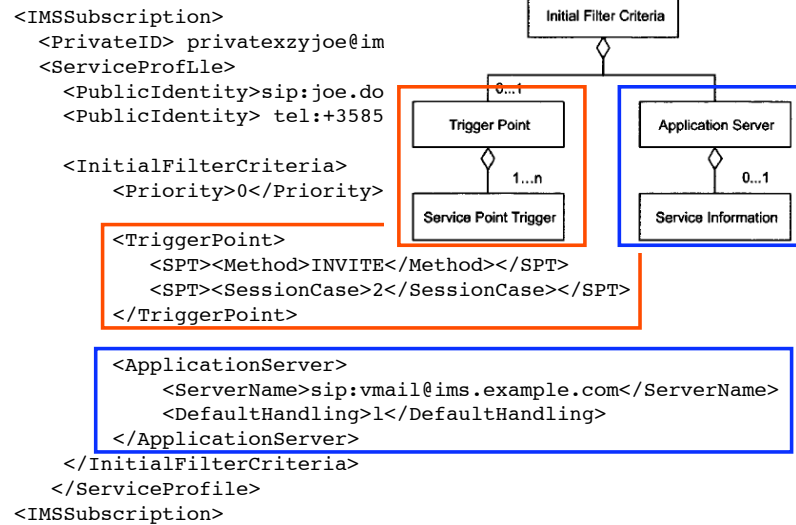 <IMSSubscription>
<PrivateID> privatexzyjoe@im
<ServiceProfLle>
<PublicIdentity>sip:joe.do
<PublicIdentity> tel:+3585
<InitialFilterCriteria>
<Priority>0</Priority>
<TriggerPoint>
<SPT><Method>INVITE</Method></SPT>
<SPT><SessionCase>2</SessionCase></SPT>
</TriggerPoint>
<ApplicationServer>
<ServerName>sip:vmail@ims.example.com</ServerName>
<DefaultHandling>l</DefaultHandling>
</ApplicationServer>
</InitialFilterCriteria>
</ServiceProfile>
<IMSSubscription>
Initial Filter Criteria
0...1
Trigger Point
1...n
Service Point Trigger
Application Server
0...1
Service Information